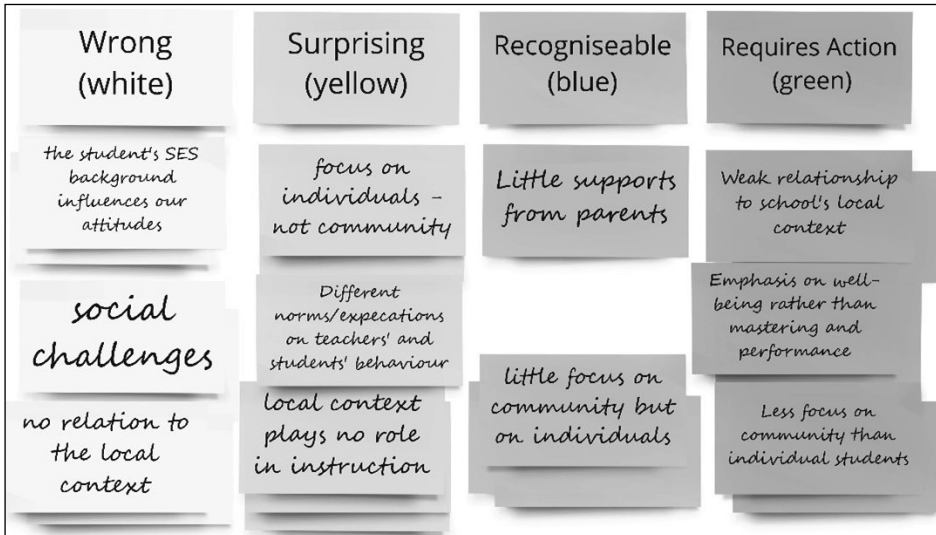 Wrong
(white)
Surprising
(yellow)
Recogniseable
(blue)
Requires Action
(green)
the student's SES
background
influences our
attitudes
focus on
individuals -
not community
Little supports
from parents
Weak relationship
to school's local
context
social
challenges
Different
norms/expecations
on teachers' and
students' behaviour
Emphasis on well-
being rather than
mastering and
performance
no relation to
the local
context
local context
plays no role
in instruction
little focus on
community but
on individuals
Less focus on
community than
individual students